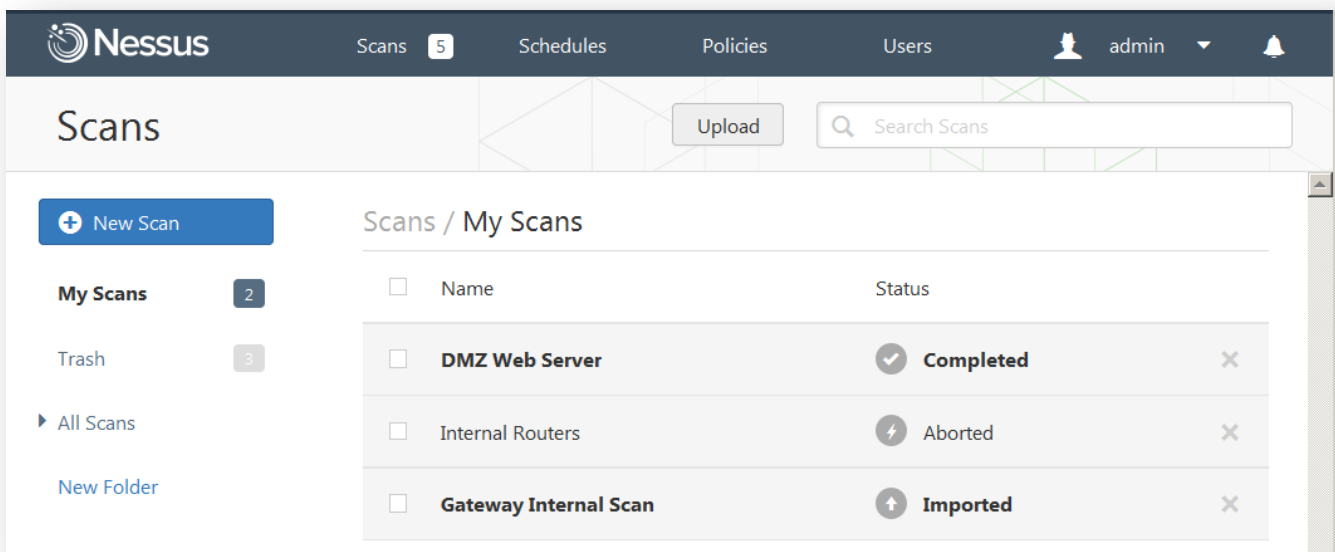 Nessus Scans 5 Schedules Policies Users admin
Scans Upload Search Scans
New Scan
Scans / My Scans
My Scans 2
Name Status
Trash 3
DMZ Web Server Completed
All Scans
Internal Routers Aborted
New Folder
Gateway Internal Scan Imported